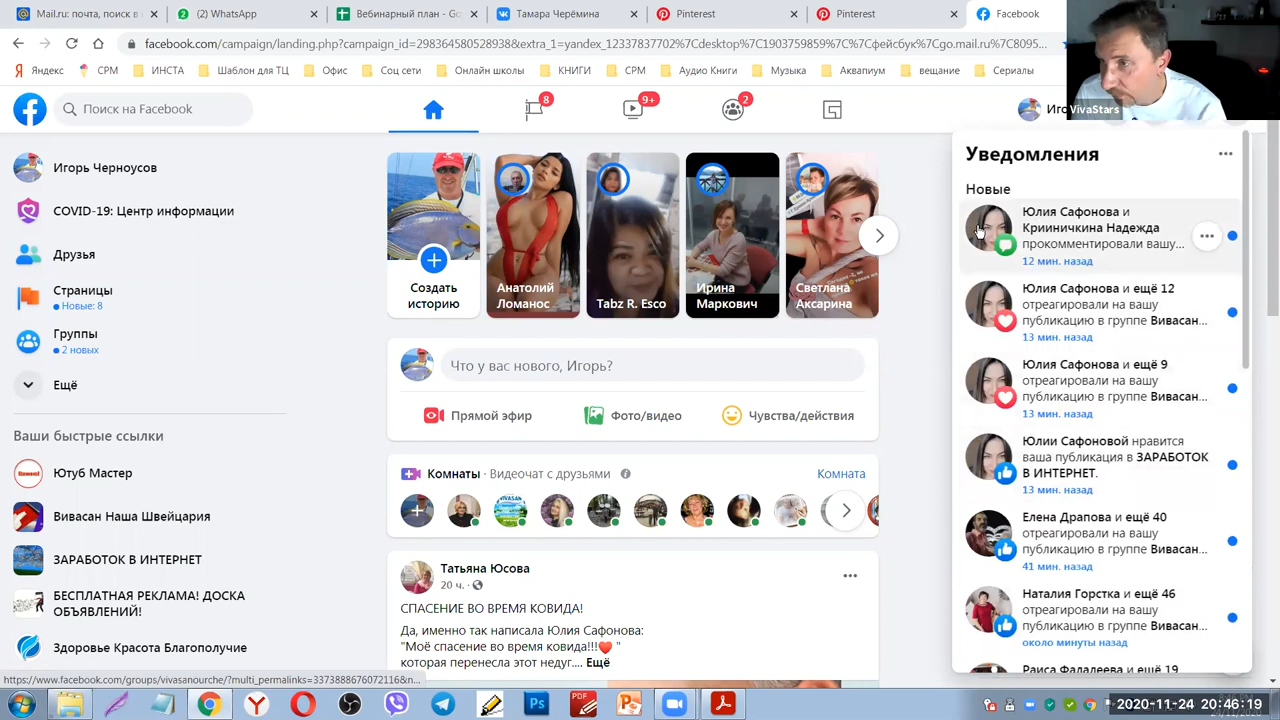 Mail.ru: почта, поиск в
(2) WhatsApp
Вебинарный план - Go
Тамара Черёмина
Pinterest
Pinterest
Facebook
facebook.com/campaign/landing.php?campaign_id=298364585528938&extra_1=yandex_12337837702%7Cdesktop%7C190375859%7C%7Cфейсбук%7Cgo.mail.ru%7C8095...
Яндекс
СРМ
ИНСТА
Шаблон для ТЦ
Офис
Соц сети
Онлайн школы
КНИГИ
СРМ
Аудио Книги
Музыка
Аквапиум
вещание
Сериалы
Поиск на Facebook
8
9+
2
Иго
VivaStars
Игорь Черноусов
COVID-19: Центр информации
Друзья
Страницы
Новые: 8
Группы
2 новых
Ещё
Ваши быстрые ссылки
Ютуб Мастер
Вивасан Наша Швейцария
ЗАРАБОТОК В ИНТЕРНЕТ
БЕСПЛАТНАЯ РЕКЛАМА! ДОСКА
ОБЪЯВЛЕНИЙ!
Здоровье Красота Благополучие
Создать
историю
Анатолий
Ломанос
Tabz R. Esco
Ирина
Маркович
Светлана
Аксарина
Что у вас нового, Игорь?
Прямой эфир
Фото/видео
Чувства/действия
Комнаты · Видеочат с друзьями
Комната
Татьяна Юсова
20 ч. ·
СПАСЕНИЕ ВО ВРЕМЯ КОВИДА!
Да, именно так написала Юлия Сафонова:
"Моё спасение во время ковида!!!❤ "
которая перенесла этот недуг.... Ещё
Уведомления
Новые
Юлия Сафонова и
Крииничкина Надежда
прокомментировали вашу...
12 мин. назад
Юлия Сафонова и ещё 12
отреагировали на вашу
публикацию в группе Вивасан...
13 мин. назад
Юлия Сафонова и ещё 9
отреагировали на вашу
публикацию в группе Вивасан...
13 мин. назад
Юлии Сафоновой нравится
ваша публикация в ЗАРАБОТОК
В ИНТЕРНЕТ.
13 мин. назад
Елена Драпова и ещё 40
отреагировали на вашу
публикацию в группе Вивасан...
41 мин. назад
Наталия Горстка и ещё 46
отреагировали на вашу
публикацию в группе Вивасан...
около минуты назад
Раиса Фаладеева и ещё 19
https://www.facebook.com/groups/vivasanourche/?multi_permalinks=3373888676072116&n...
2020-11-24 20:46:19